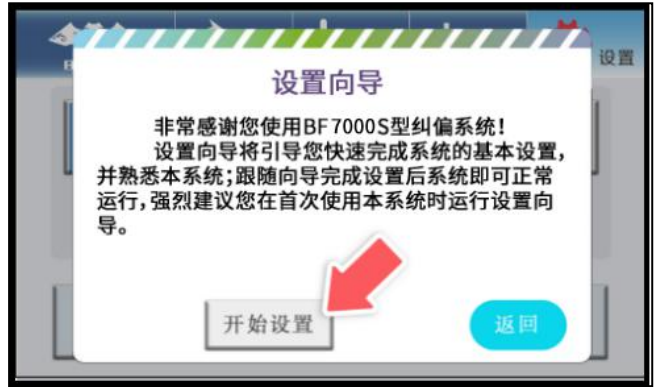 设置
设置向导
非常感谢您使用BF7000S型纠偏系统！
设置向导将引导您快速完成系统的基本设置，
并熟悉本系统；跟随向导完成设置后系统即可正常
运行，强烈建议您在首次使用本系统时运行设置向
导。
开始设置
返回